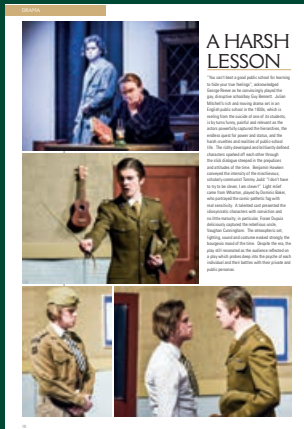 DRAMA
A HARSH
LESSON
"You can't beat a good public school for learning
to hide your true feelings", acknowledged
George Rowe as he convincingly played the
gay, disruptive schoolboy Guy Bennett. Julian
Mitchell's rich and moving drama set in an
English public school in the 1930s, which is
reeling from the suicide of one of its students,
is by turns funny, painful and relevant as the
actors powerfully captured the hierarchies, the
endless quest for power and status, and the
harsh cruelties and rivalries of public-school
life. The richly developed and brilliantly defined
characters sparked off each other through
the slick dialogue steeped in the prejudices
and attitudes of the time. Benjamin Hawken
conveyed the intensity of the mischievous,
scholarly communist Tommy Judd: "I don't have
to try to be clever, I am clever!" Light relief
came from Wharton, played by Dominic Baker,
who portrayed the comic pathetic fag with
real sensitivity. A talented cast presented the
idiosyncratic characters with conviction and
no little maturity; in particular,
deliciously captured the rebellious uncle,
Vaughan Cunningham. The atmospheric set,
lighting, sound and costume evoked strongly the
bourgeois mood of the time. Despite the era, the
play still resonated as the audience reflected on
a play which probes deep into the psyche of each
individual and their battles with their private and
public personas.